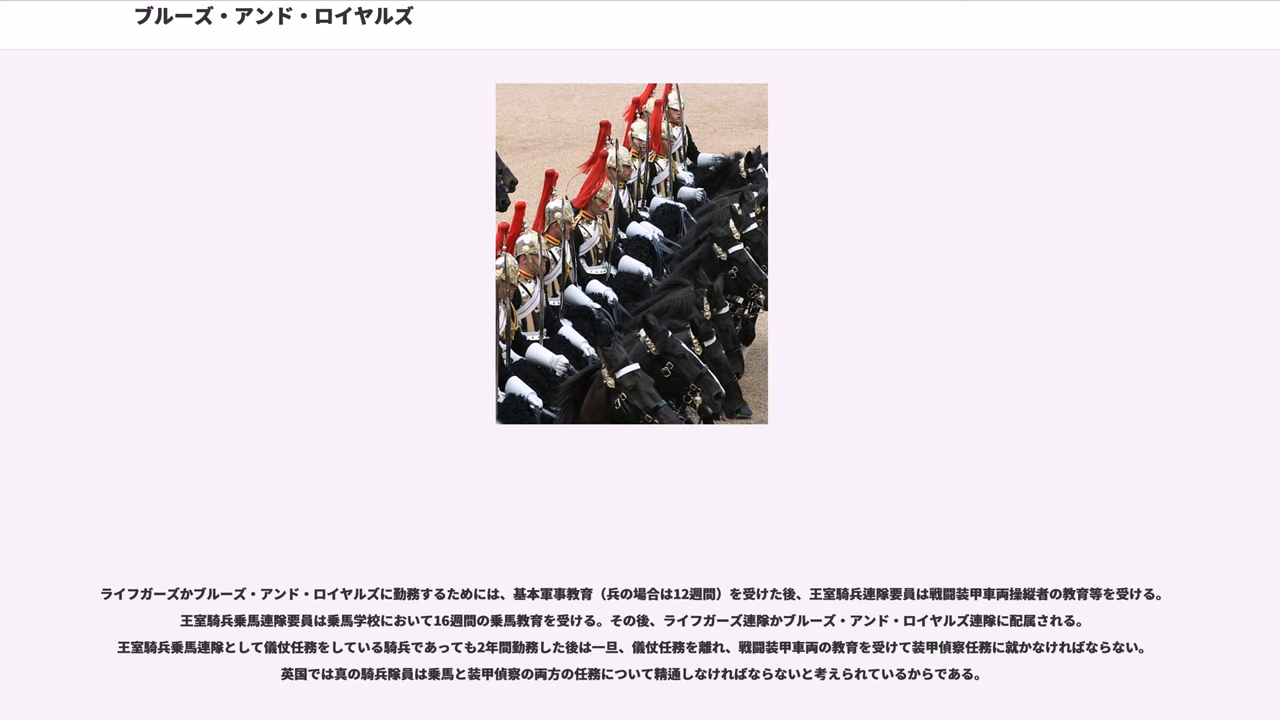 ブルーズ・アンド・ロイヤルズ
ライフガーズかブルーズ・アンド・ロイヤルズに勤務するためには、基本軍事教育（兵の場合は12週間）を受けた後、王室騎兵連隊要員は戦闘装甲車両操縦者の教育等を受ける。
王室騎兵乗馬連隊要員は乗馬学校において16週間の乗馬教育を受ける。その後、ライフガーズ連隊かブルーズ・アンド・ロイヤルズ連隊に配属される。
王室騎兵乗馬連隊として儀仗任務をしている騎兵であっても2年間勤務した後は一旦、儀仗任務を離れ、戦闘装甲車両の教育を受けて装甲偵察任務に就かなければならない。
英国では真の騎兵隊員は乗馬と装甲偵察の両方の任務について精通しなければならないと考えられているからである。